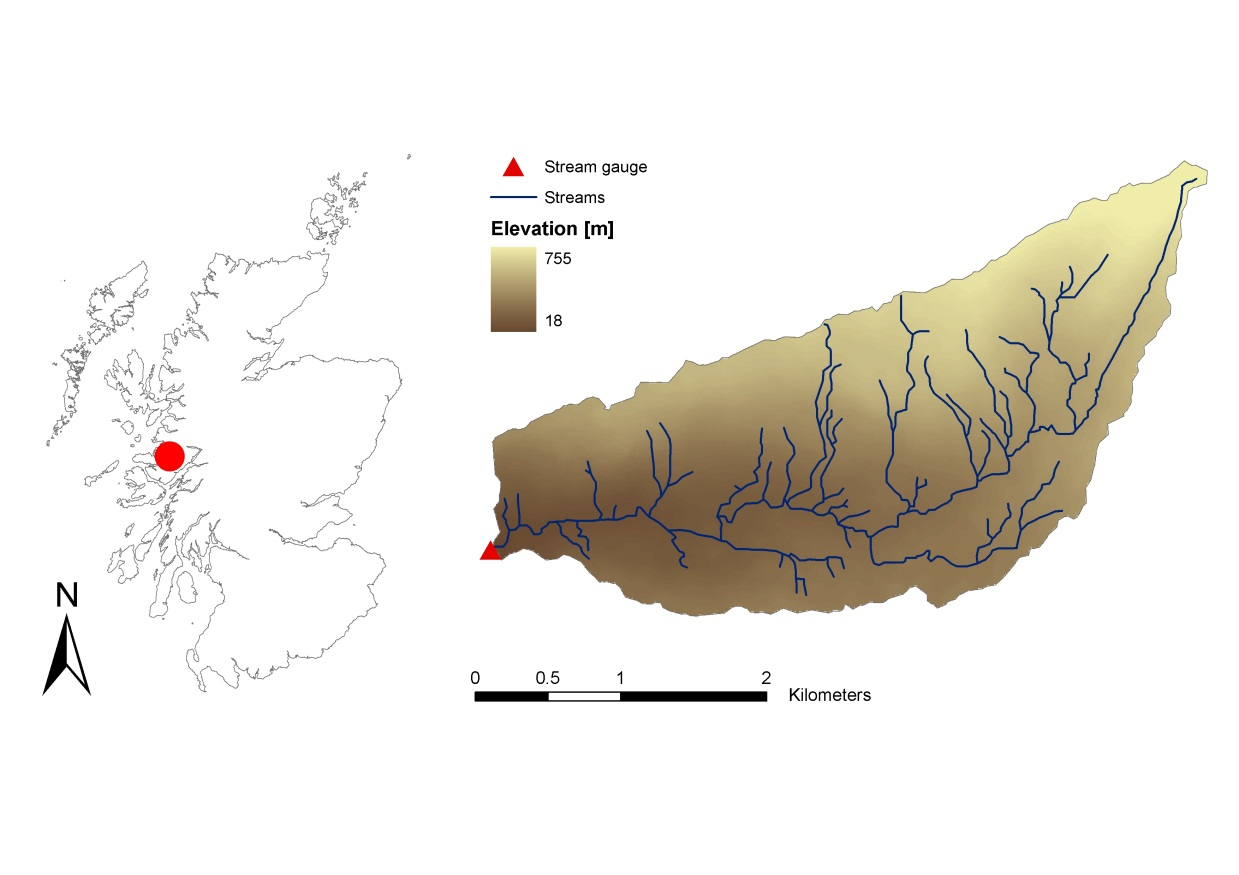 Stream gauge
Streams
Elevation [m]
755
18
N
0 0.5 1 2
Kilometers